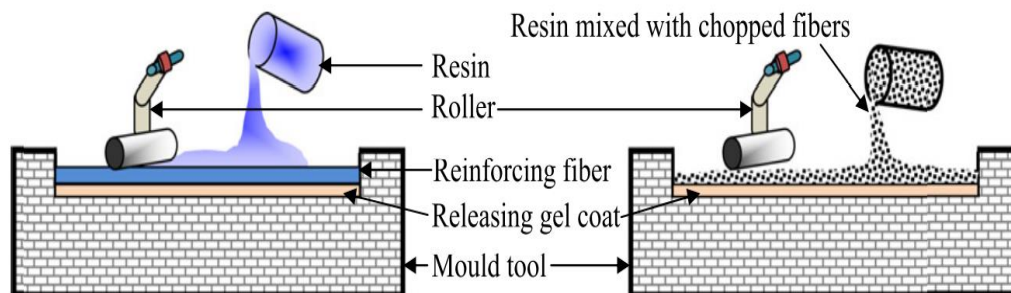 Resin mixed with chopped fibers
Resin
Roller
Reinforcing fiber
Releasing gel coat
Mould tool